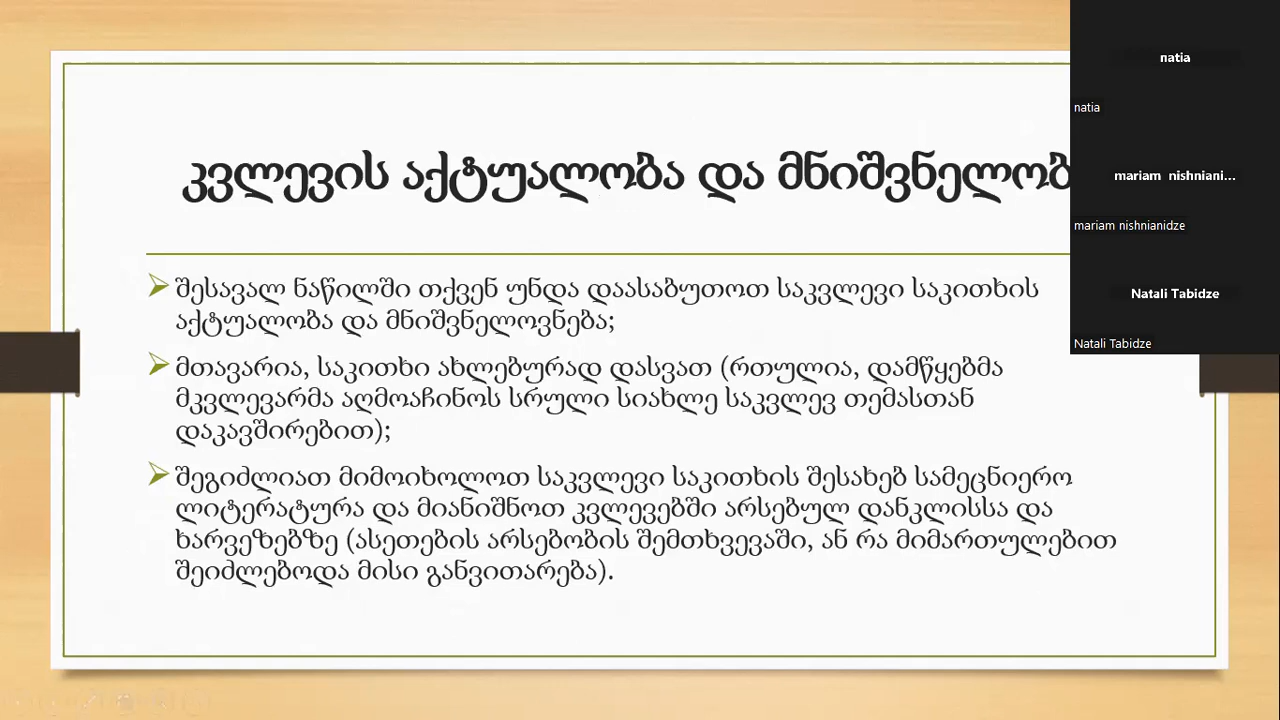 კვლევის აქტუალობა და მნიშვნელობ
შესავალ ნაწილში თქვენ უნდა დაასაბუთოთ საკვლევი საკითხის
აქტუალობა და მნიშვნელოვნება;
მთავარია, საკითხი ახლებურად დასვათ (რთულია, დამწყებმა
მკვლევარმა აღმოაჩინოს სრული სიახლე საკვლევ თემასთან
დაკავშირებით);
შეგიძლიათ მიმოიხოლოთ საკვლევი საკითხის შესახებ სამეცნიერო
ლიტერატურა და მიანიშნოთ კვლევებში არსებულ დანკლისსა და
ხარვეზებზე (ასეთების არსებობის შემთხვევაში, ან რა მიმართულებით
შეიძლებოდა მისი განვითარება).
natia
natia
mariam nishniani...
mariam nishnianidze
Natali Tabidze
Natali Tabidze